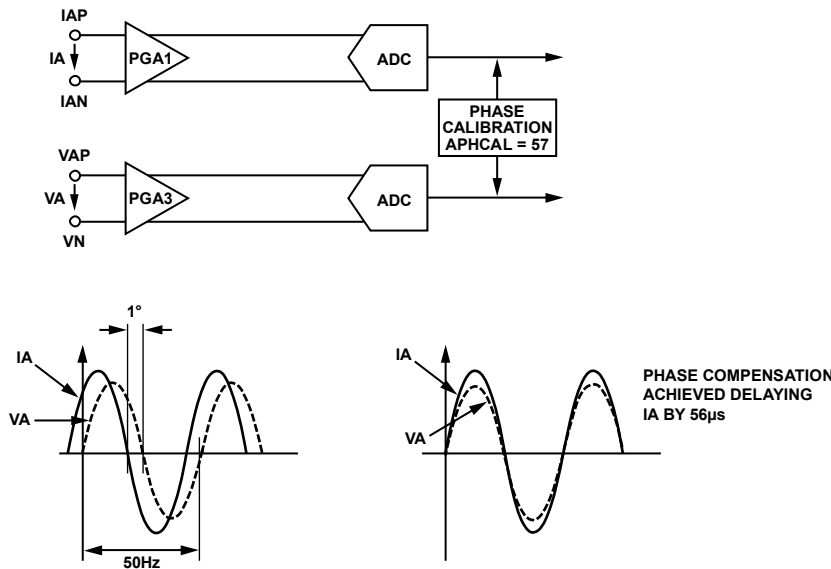 IAP
IA
IAN
PGA1
ADC
PHASE
CALIBRATION
APHCAL = 57
VAP
VA
VN
PGA3
ADC
1°
IA
VA
50Hz
IA
VA
PHASE COMPENSATION
ACHIEVED DELAYING
IA BY 56µs